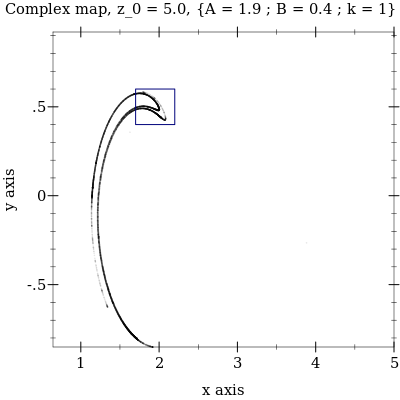 Complex map, z_0 = 5.0, {A = 1.9 ; B = 0.4 ; k = 1}
.5
0
-.5
y axis
1 2 3 4 5
x axis